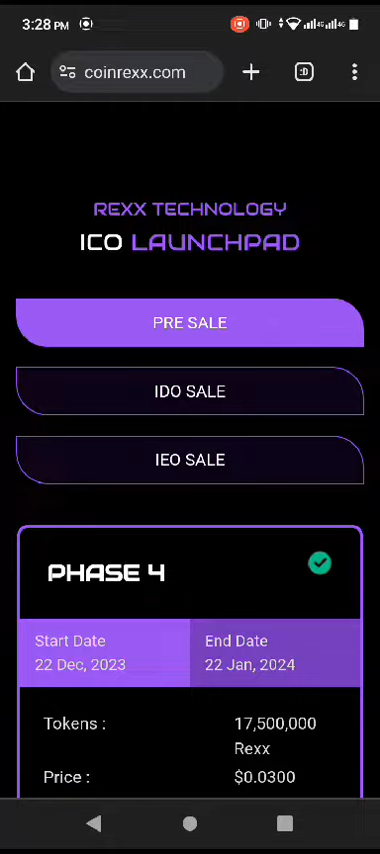 3:28 PM
coinrexx.com
:D
REXX TECHNOLOGY
ICO LAUNCHPAD
PRE SALE
IDO SALE
IEO SALE
PHASE 4
Start Date
22 Dec, 2023
End Date
22 Jan, 2024
Tokens :
17,500,000
Rexx
Price :
$0.0300